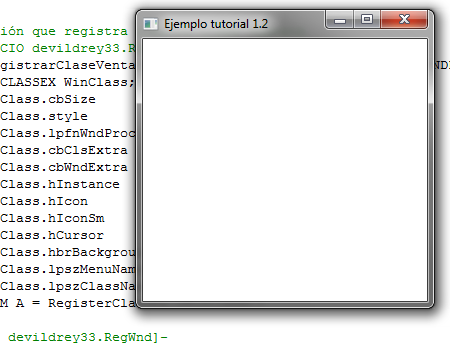 Ejemplo tutorial 1.2
ión que registra
CIO devildrey33.R
gistrarClaseVenta NDI
CLASSEX WinClass;
Class.cbSize
Class.style
Class.lpfnWndProc
Class.cbClsExtra
Class.cbWndExtra
Class.hInstance
Class.hIcon
Class.hIconSm
Class.hCursor
Class.hbrBackgrou
Class.lpszMenuNam
Class.lpszClassNa
M A = RegisterCla
devildrey33.RegWnd]-